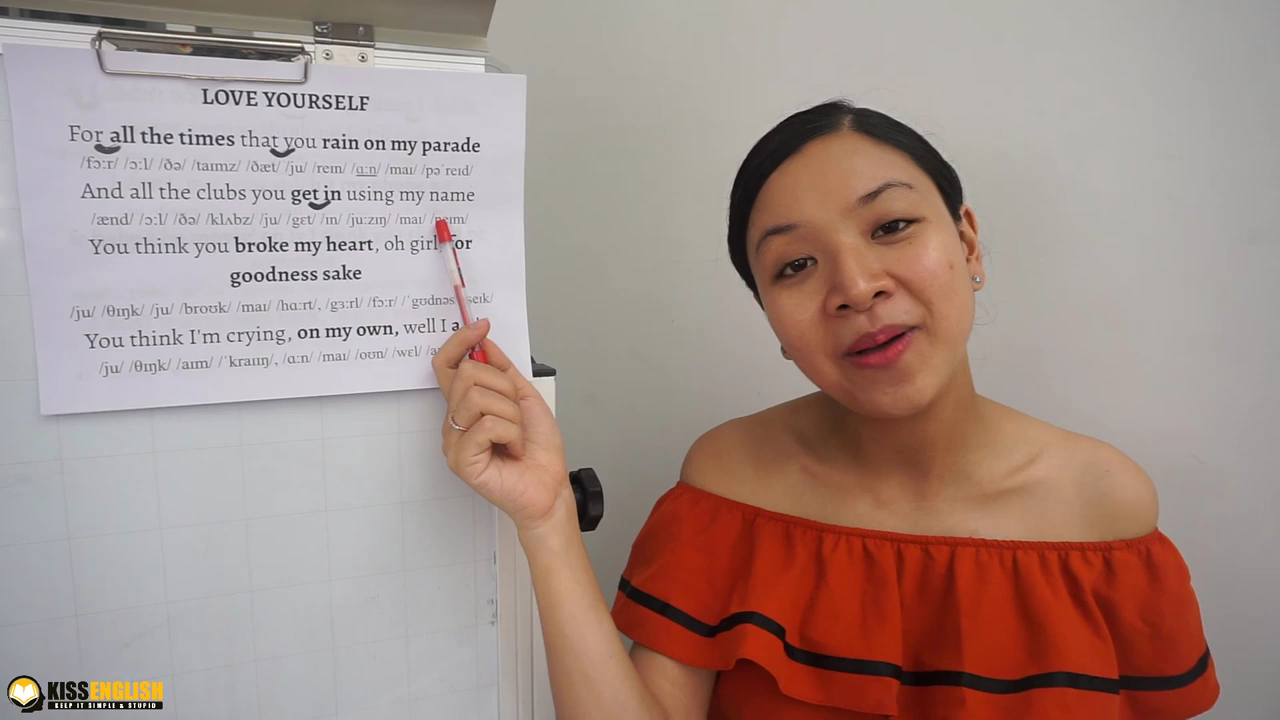 LOVE YOURSELF
For all the times that you rain on my parade
/fɔːr/ /ɔːl/ /ðə/ /taɪmz/ /ðæt/ /ju/ /reɪn/ /ɑːn/ /maɪ/ /pəˈreɪd/
And all the clubs you get in using my name
/ænd/ /ɔːl/ /ðə/ /klʌbz/ /ju/ /gɛt/ /ɪn/ /juːzɪŋ/ /maɪ/
You think you broke my heart, oh girl for
goodness sake
/ju/ /θɪŋk/ /ju/ /broʊk/ /maɪ/ /hɑːrt/, /gɜːrl/ /fɔːr/ /ˈgʊdnəs/ /seɪk/
You think I'm crying, on my own, well I
/ju/ /θɪŋk/ /aɪm/ /ˈkraɪɪŋ/, /ɑːn/ /maɪ/ /oʊn/ /wɛl/
KISS ENGLISH
KEEP IT SIMPLE & STUPID